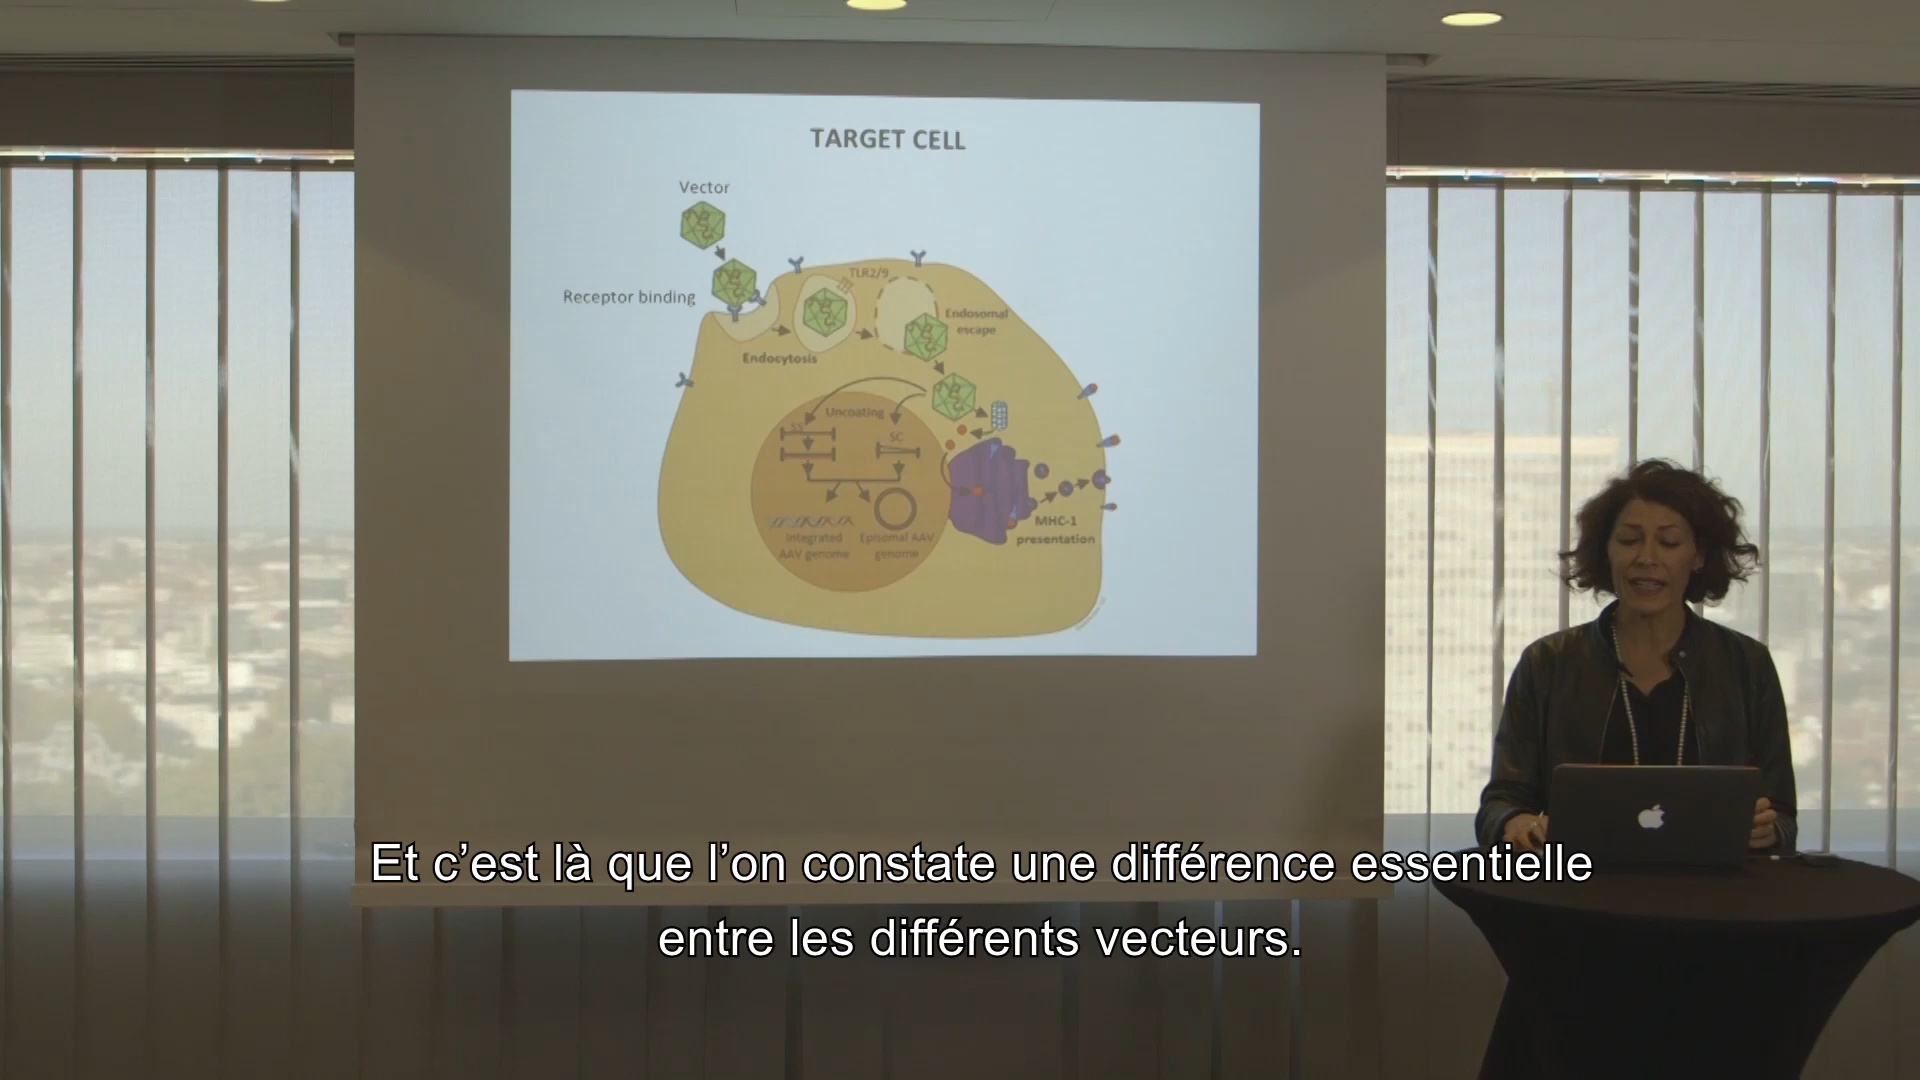 TARGET CELL
Vector
Receptor binding
TLR2/9
Endosomal
escape
Endocytosis
Uncoating
SS
SC
Integrated
AAV genome
Episomal AAV
genome
MHC-1
presentation
Et c’est là que l’on constate une différence essentielle
entre les différents vecteurs.